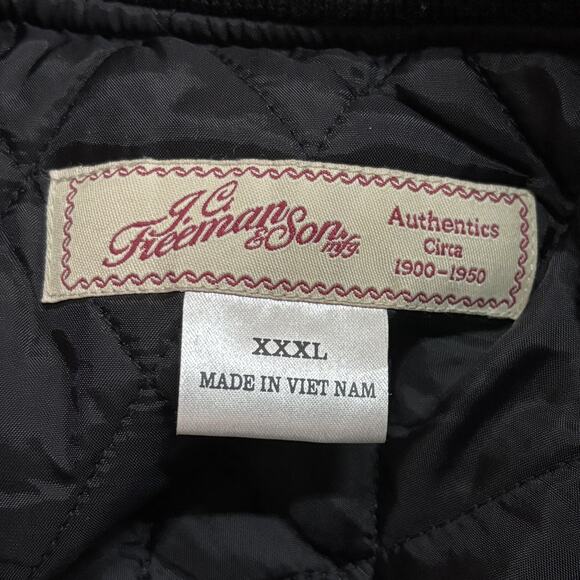 J.C.
Freeman
& Son. mfg.
Authentics
Circa
1900-1950
XXXL
MADE IN VIET NAM